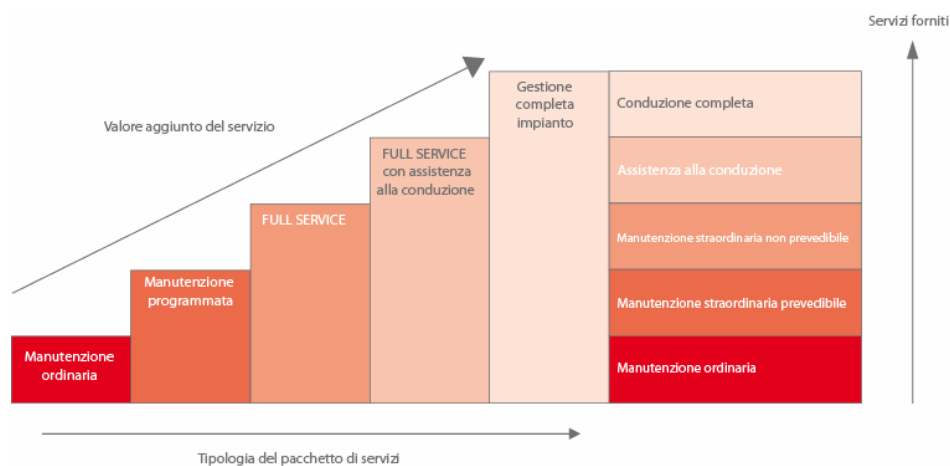 Servizi forniti
Valore aggiunto del servizio
Gestione
completa
impianto
Conduzione completa
FULL SERVICE
con assistenza
alla conduzione
Assistenza alla conduzione
FULL SERVICE
Manutenzione straordinaria non prevedibile
Manutenzione
programmata
Manutenzione straordinaria prevedibile
Manutenzione
ordinaria
Manutenzione ordinaria
Tipologia del pacchetto di servizi